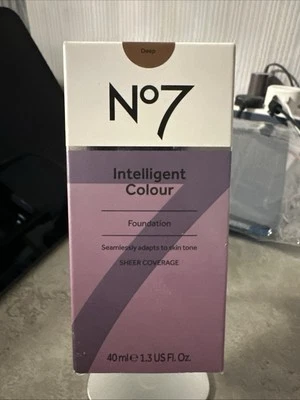 Deep
No7
Intelligent
Colour
Foundation
Seamlessly adapts to skin tone
SHEER COVERAGE
40 ml ℮ 1.3 US Fl. Oz.